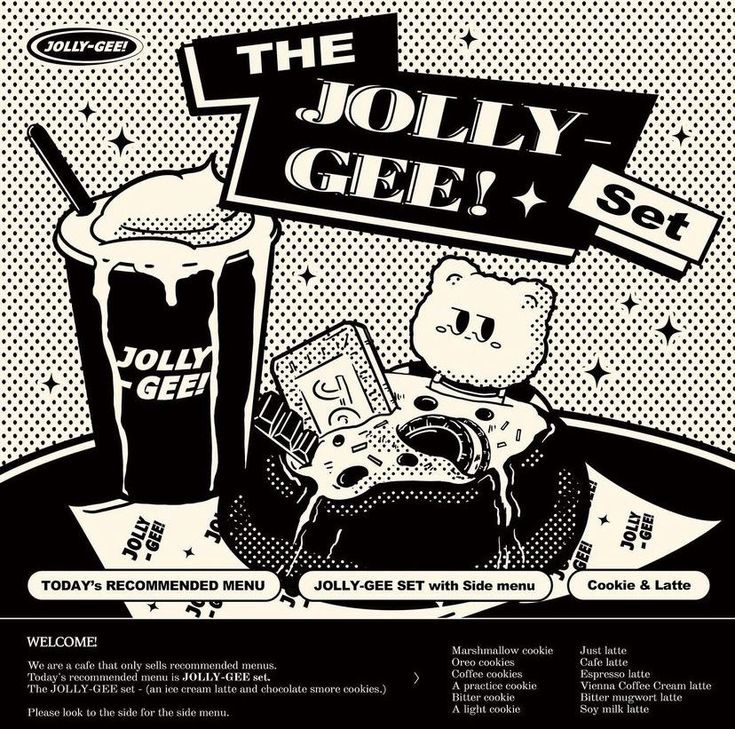 JOLLY-GEE!
THE
JOLLY-
GEE!
Set
JOLLY
-GEE!
J
G
JOLLY
-GEE!
JOLLY
-GEE!
GEE!
TODAY's RECOMMENDED MENU
JOLLY-GEE SET with Side menu
Cookie & Latte
WELCOME!
We are a cafe that only sells recommended menus.
Today's recommended menu is JOLLY-GEE set.
The JOLLY-GEE set - (an ice cream latte and chocolate smore cookies.)
Please look to the side for the side menu.
Marshmallow cookie
Oreo cookies
Coffee cookies
A practice cookie
Bitter cookie
A light cookie
Just latte
Cafe latte
Espresso latte
Vienna Coffee Cream latte
Bitter mugwort latte
Soy milk latte